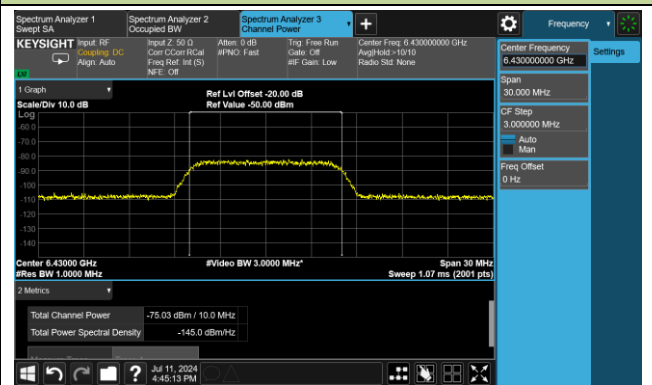 Spectrum Analyzer 1
Swept SA
Spectrum Analyzer 2
Occupied BW
Spectrum Analyzer 3
Channel Power
Frequency
KEYSIGHT
Input: RF
Coupling: DC
Align: Auto
Input Z: 50 Ω
Corr CCorr RCal
Freq Ref: Int (S)
NFE: Off
Atten: 0 dB
#PNO: Fast
Trig: Free Run
Gate: Off
#IF Gain: Low
Center Freq: 6.430000000 GHz
Avg|Hold:>10/10
Radio Std: None
LXI
Center Frequency
6.430000000 GHz
Settings
Span
30.000 MHz
CF Step
3.000000 MHz
Auto
Man
Freq Offset
0 Hz
1 Graph
Scale/Div 10.0 dB
Ref Lvl Offset -20.00 dB
Ref Value -50.00 dBm
Log
-60.0
-70.0
-80.0
-90.0
-100
-110
-120
-130
-140
Center 6.43000 GHz
#Res BW 1.0000 MHz
#Video BW 3.0000 MHz*
Span 30 MHz
Sweep 1.07 ms (2001 pts)
2 Metrics
Total Channel Power
-75.03 dBm / 10.0 MHz
Total Power Spectral Density
-145.0 dBm/Hz
Jul 11, 2024
4:45:13 PM